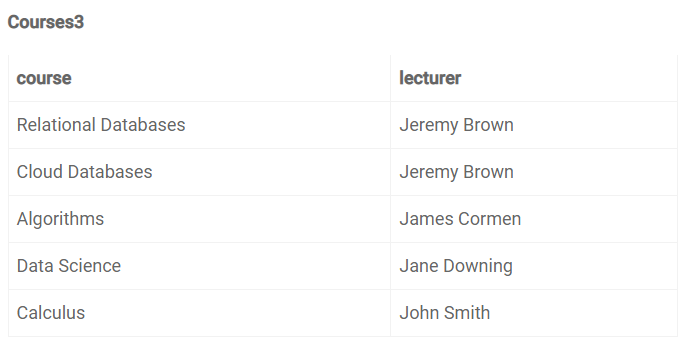 Courses3
course lecturer
Relational Databases Jeremy Brown
Cloud Databases Jeremy Brown
Algorithms James Cormen
Data Science Jane Downing
Calculus John Smith